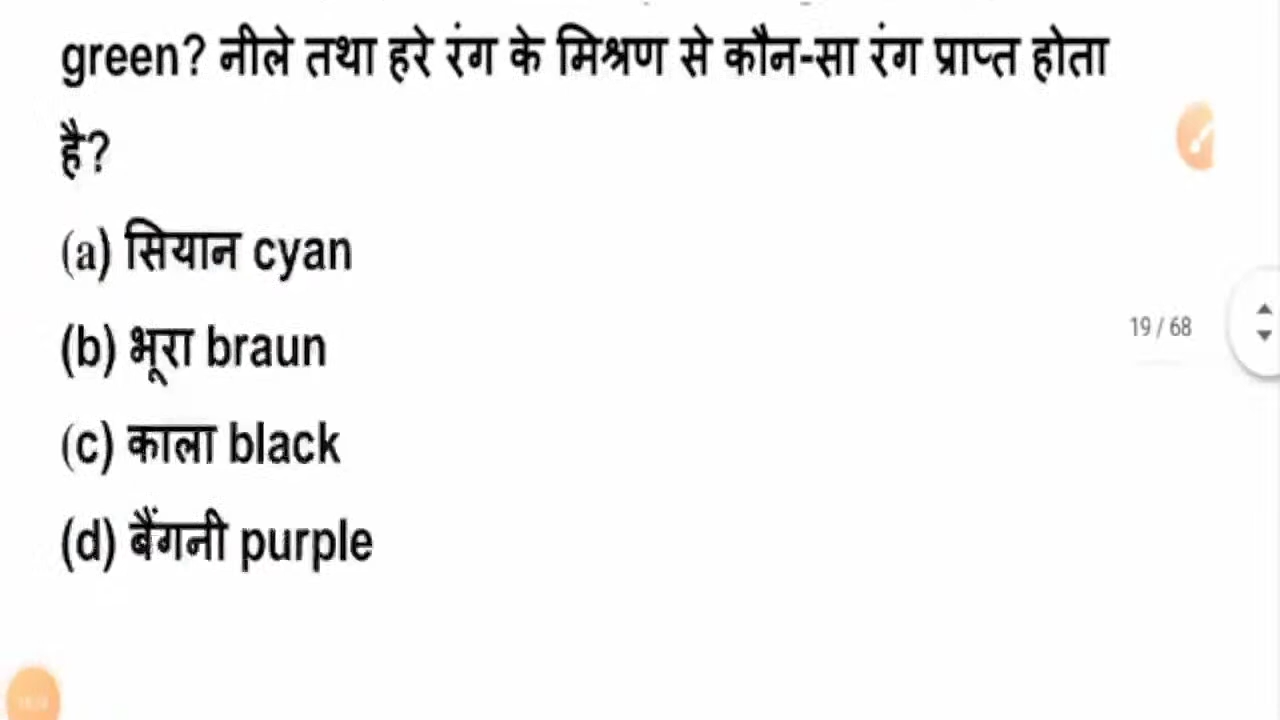 green? नीले तथा हरे रंग के मिश्रण से कौन-सा रंग प्राप्त होता
है?
(a) सियान cyan
(b) भूरा braun
(c) काला black
(d) बैंगनी purple
19 / 68